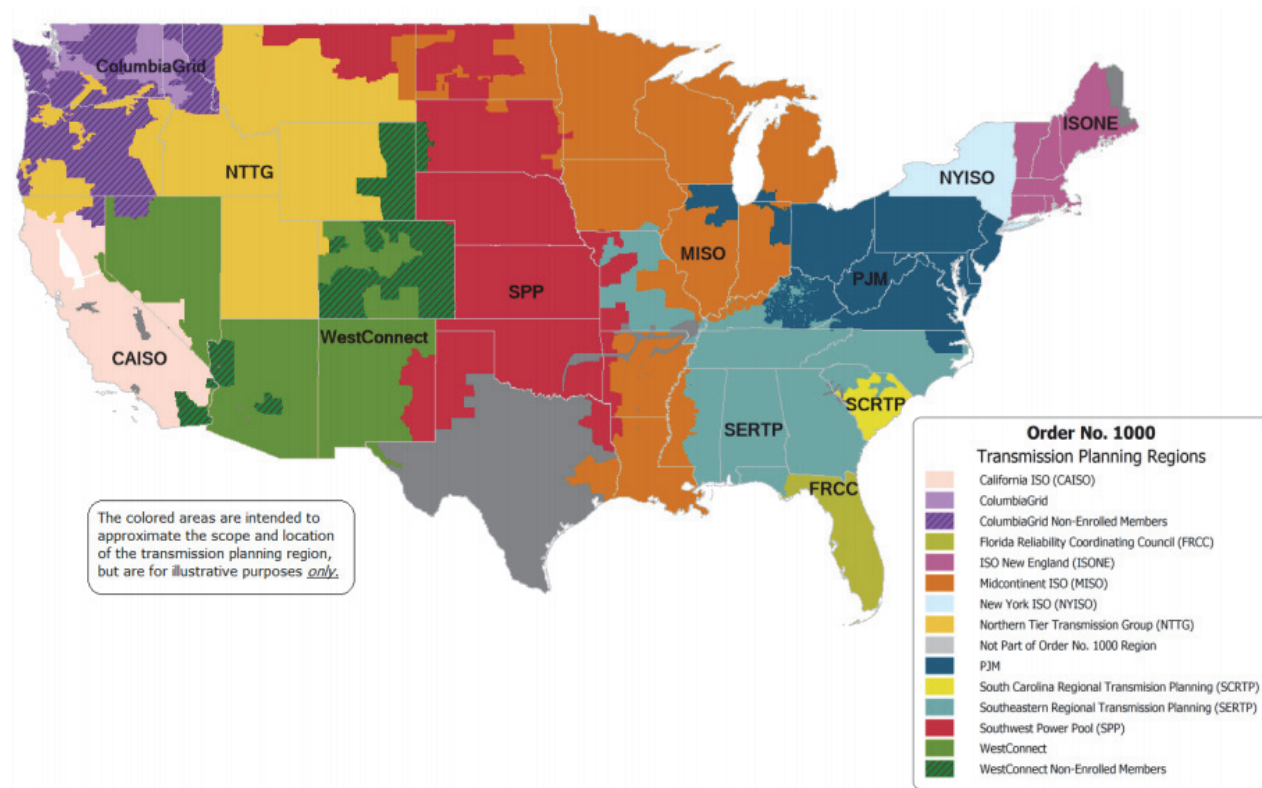 ColumbiaGrid
ISONE
NTTG
NYISO
MISO
PJM
SPP
WestConnect
CAISO
SCRTP
SERTP
FRCC
The colored areas are intended to
approximate the scope and location
of the transmission planning region,
but are for illustrative purposes only.
Order No. 1000
Transmission Planning Regions
California ISO (CAISO)
ColumbiaGrid
ColumbiaGrid Non-Enrolled Members
Florida Reliability Coordinating Council (FRCC)
ISO New England (ISONE)
Midcontinent ISO (MISO)
New York ISO (NYISO)
Northern Tier Transmission Group (NTTG)
Not Part of Order No. 1000 Region
PJM
South Carolina Regional Transmision Planning (SCRTP)
Southeastern Regional Transmission Planning (SERTP)
Southwest Power Pool (SPP)
WestConnect
WestConnect Non-Enrolled Members